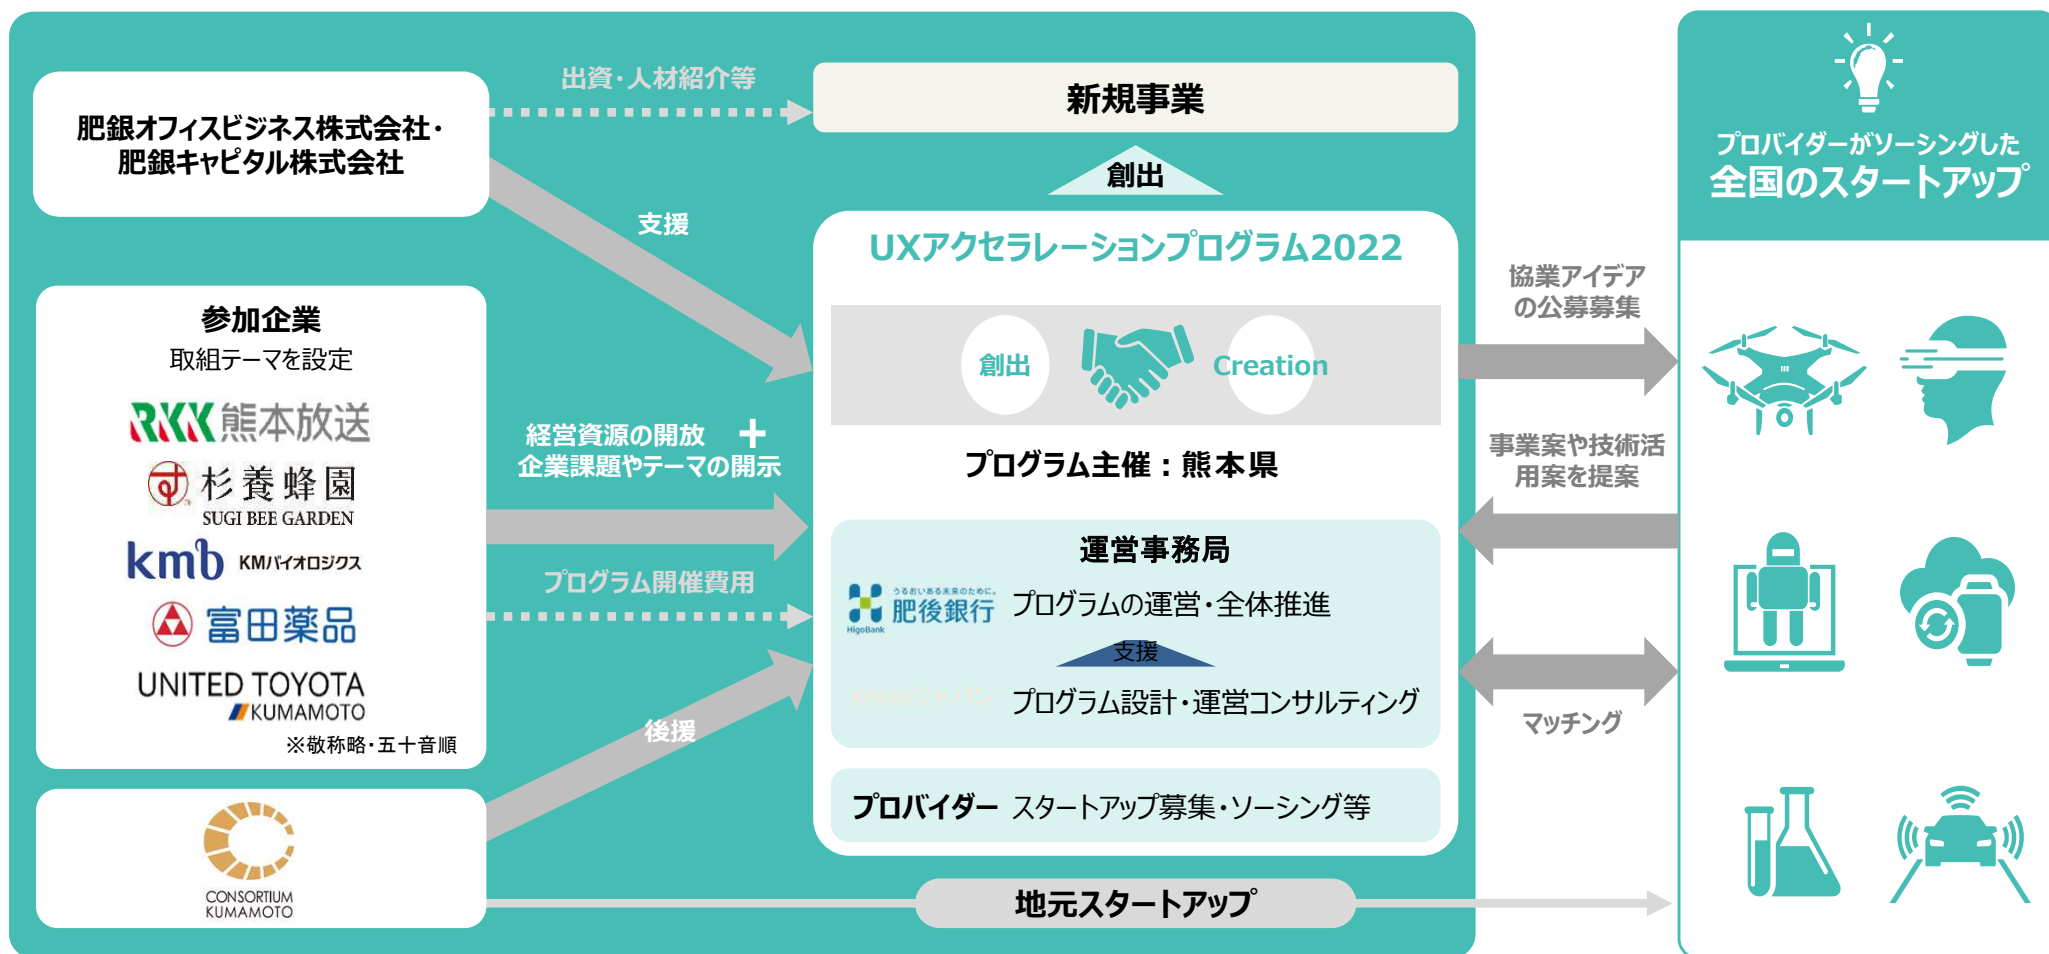 肥銀オフィスビジネス株式会社・
肥銀キャピタル株式会社
出資・人材紹介等
支援
新規事業
創出
参加企業
取組テーマを設定
RKK熊本放送
杉養蜂園
SUGI BEE GARDEN
kmb KMバイオロジクス
富田薬品
UNITED TOYOTA
KUMAMOTO
※敬称略・五十音順
経営資源の開放 +
企業課題やテーマの開示
プログラム開催費用
後援
CONSORTIUM
KUMAMOTO
UXアクセラレーションプログラム2022
創出 Creation
プログラム主催：熊本県
運営事務局
うるおいある未来のために。
肥後銀行
HigoBank
プログラムの運営・全体推進
支援
プログラム設計・運営コンサルティング
プロバイダー スタートアップ募集・ソーシング等
地元スタートアップ
協業アイデア
の公募募集
事業案や技術活
用案を提案
マッチング
プロバイダーがソーシングした
全国のスタートアップ